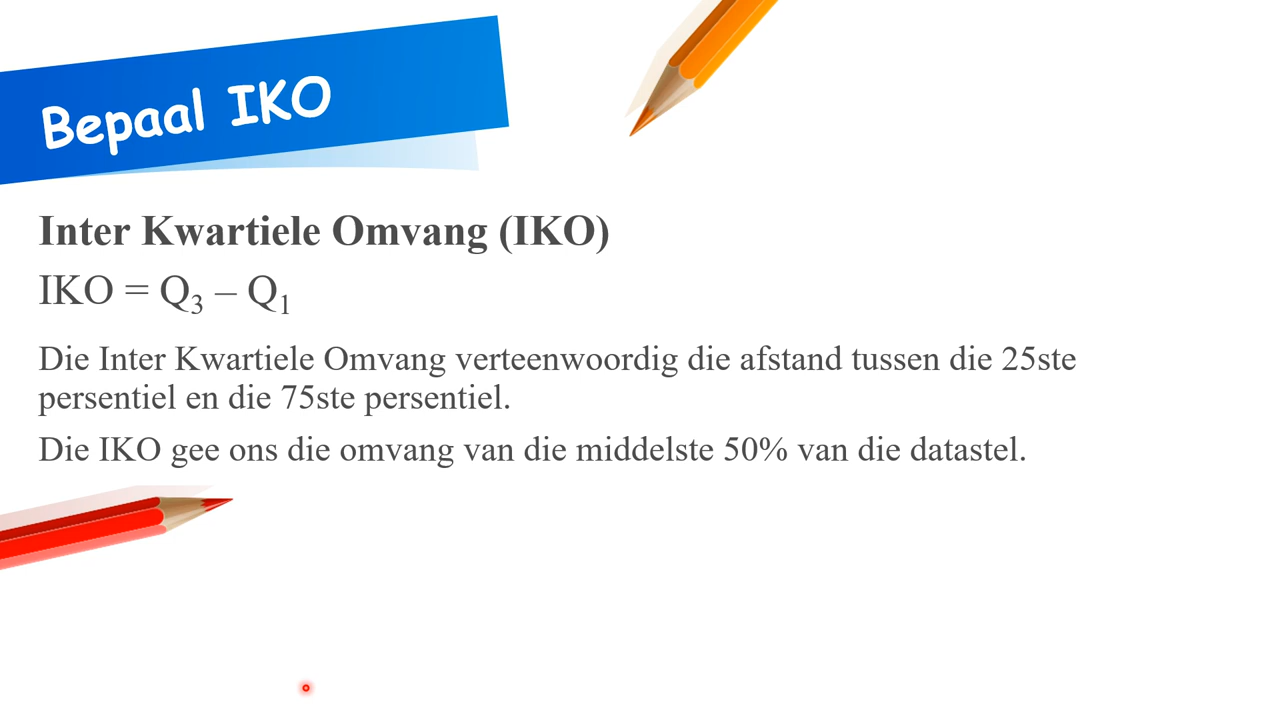 Bepaal IKO
Inter Kwartiele Omvang (IKO)
IKO = Q₃ – Q₁
Die Inter Kwartiele Omvang verteenwoordig die afstand tussen die 25ste
persentiel en die 75ste persentiel.
Die IKO gee ons die omvang van die middelste 50% van die datastel.